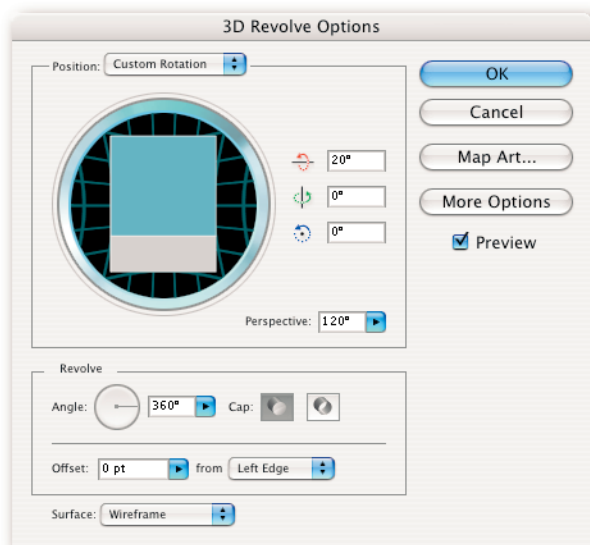 3D Revolve Options
Position: Custom Rotation
20°
0°
0°
Perspective: 120°
OK
Cancel
Map Art...
More Options
Preview
Revolve
Angle: 360° Cap:
Offset: 0 pt from Left Edge
Surface: Wireframe